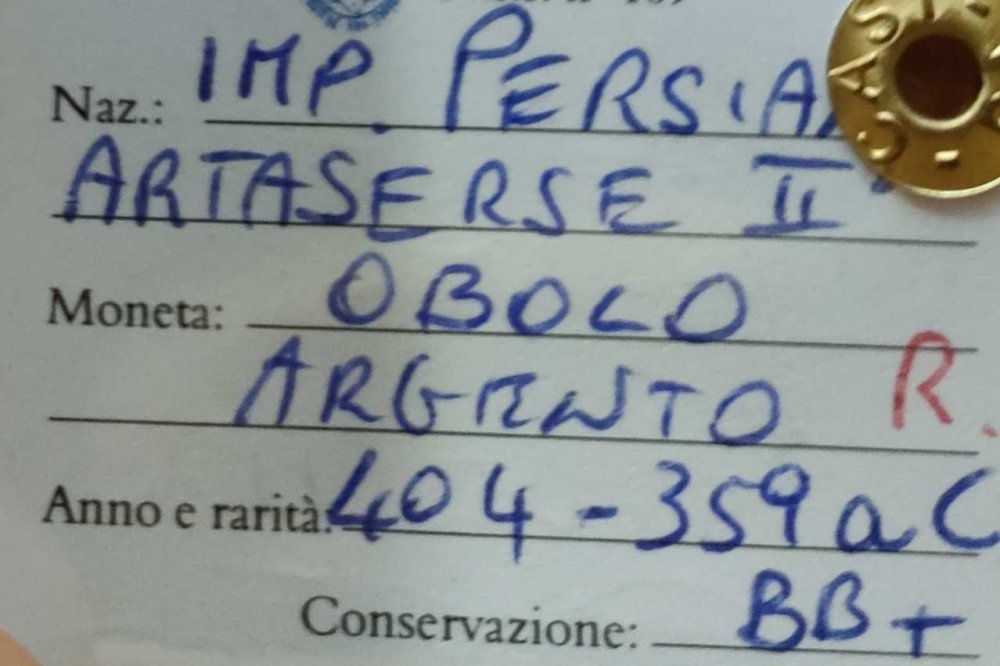 Naz.: IMP. PERSIA
ARTASERSE II°
Moneta: OBOLO
ARGENTO R.
Anno e rarità: 404-359 a C
Conservazione: BB+